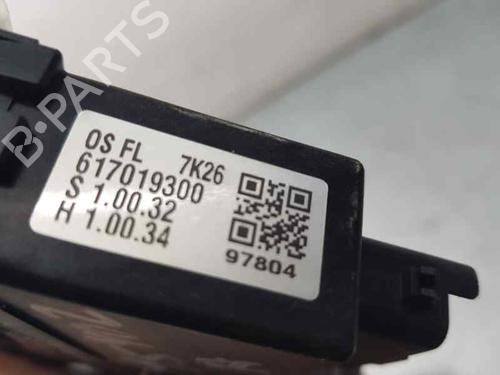 B-PARTS
OS FL 7K26
617019300
S 1.00.32
H 1.00.34
97804